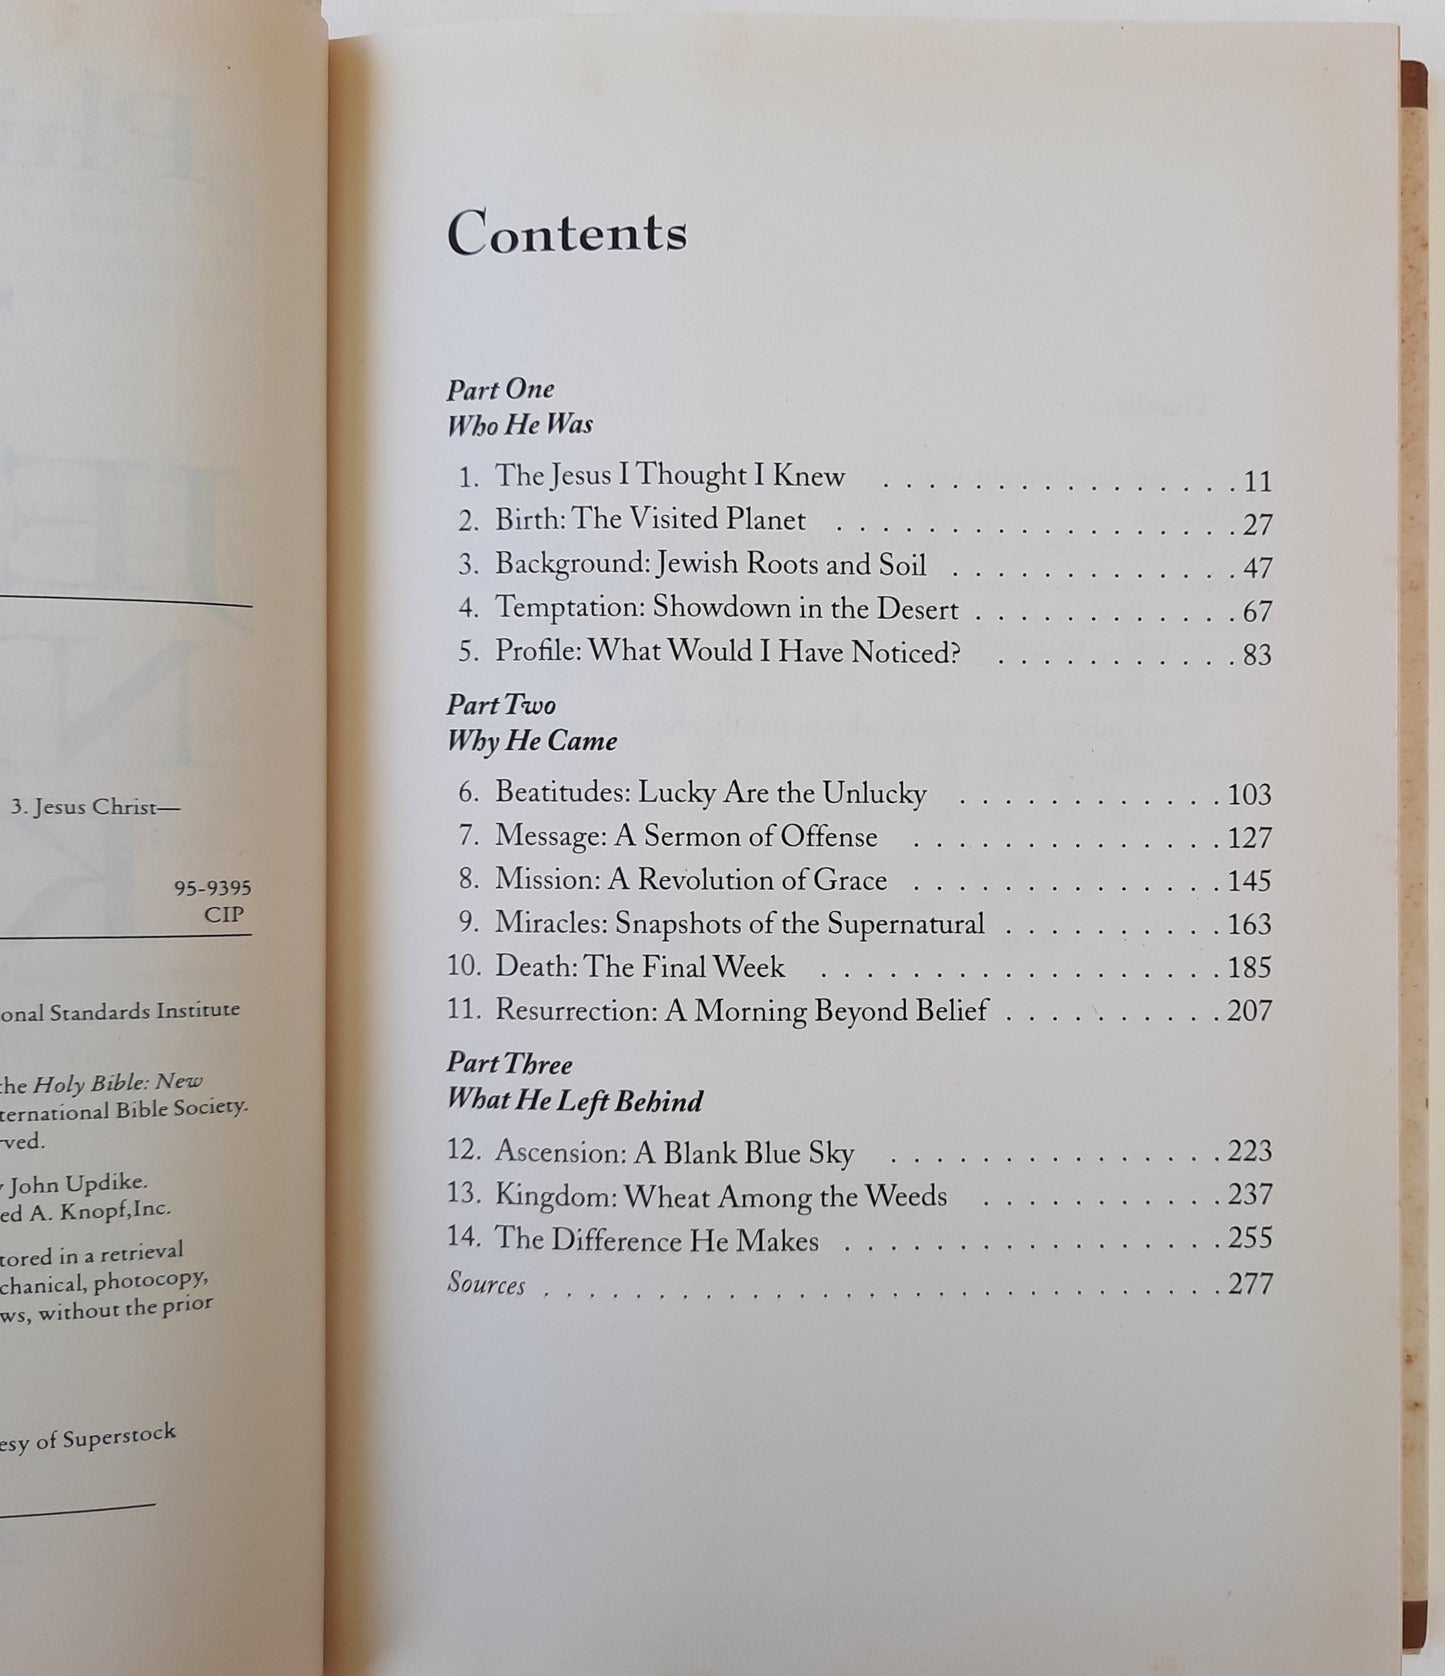 3. Jesus Christ—
95-9395
CIP
onal Standards Institute
the Holy Bible: New
ternational Bible Society.
rved.
John Updike.
ed A. Knopf,Inc.
tored in a retrieval
chanical, photocopy,
ws, without the prior
esy of Superstock
Contents
Part One
Who He Was
1. The Jesus I Thought I Knew . . . . . . . . . . . . . . . . 11
2. Birth: The Visited Planet . . . . . . . . . . . . . . . . . . 27
3. Background: Jewish Roots and Soil . . . . . . . . . . . . . 47
4. Temptation: Showdown in the Desert . . . . . . . . . . . . 67
5. Profile: What Would I Have Noticed? . . . . . . . . . . . 83
Part Two
Why He Came
6. Beatitudes: Lucky Are the Unlucky . . . . . . . . . . . . 103
7. Message: A Sermon of Offense . . . . . . . . . . . . . . 127
8. Mission: A Revolution of Grace . . . . . . . . . . . . . . 145
9. Miracles: Snapshots of the Supernatural . . . . . . . . . . 163
10. Death: The Final Week . . . . . . . . . . . . . . . . . . 185
11. Resurrection: A Morning Beyond Belief . . . . . . . . . . 207
Part Three
What He Left Behind
12. Ascension: A Blank Blue Sky . . . . . . . . . . . . . . . 223
13. Kingdom: Wheat Among the Weeds . . . . . . . . . . . 237
14. The Difference He Makes . . . . . . . . . . . . . . . . . 255
Sources . . . . . . . . . . . . . . . . . . . . . . . . . . . . . . 277